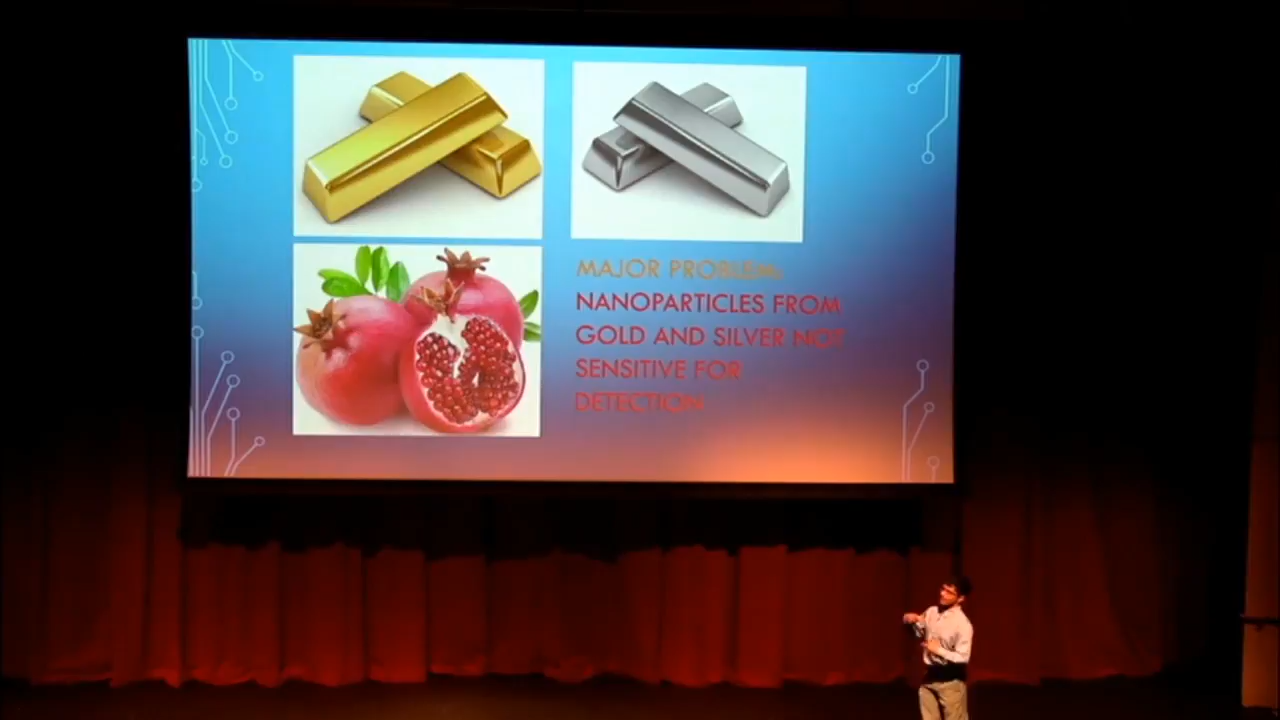 MAJOR PROBLEM:
NANOPARTICLES FROM
GOLD AND SILVER NOT
SENSITIVE FOR
DETECTION